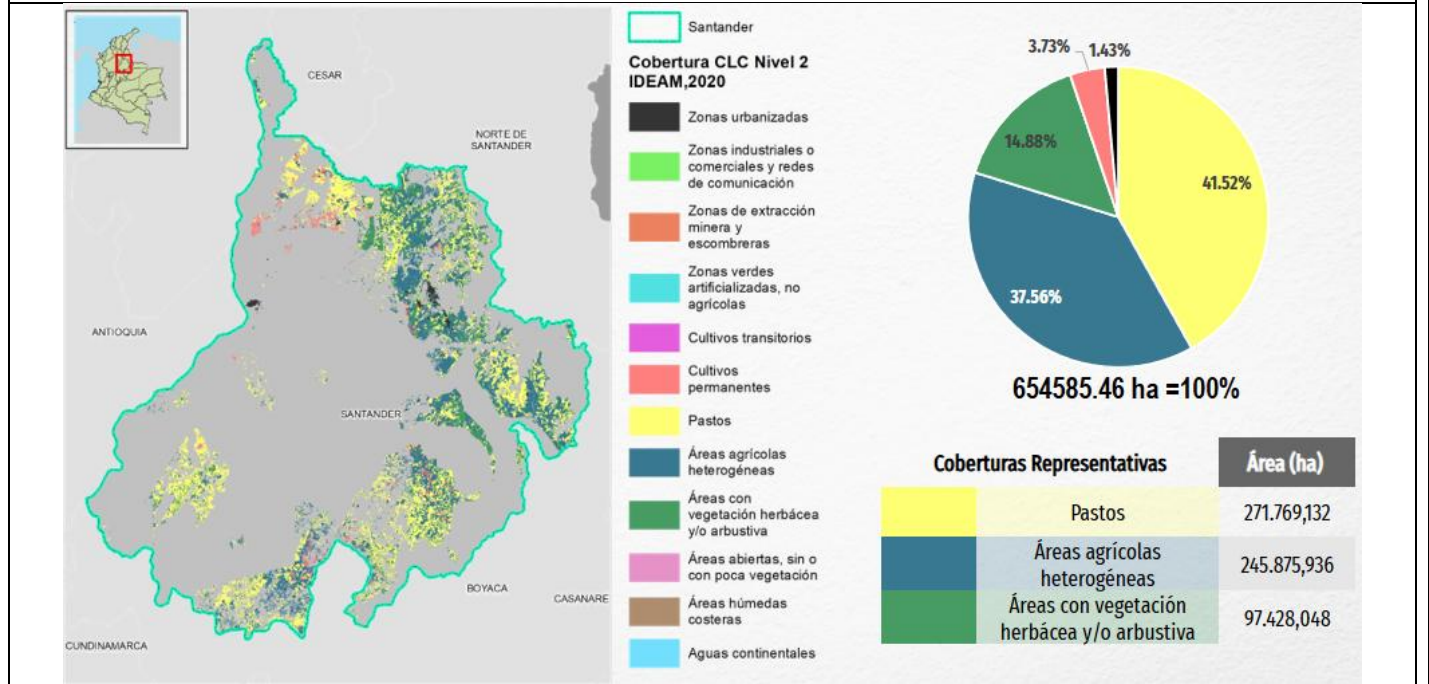 CESAR
NORTE DE
SANTANDER
ANTIOQUIA
SANTANDER
BOYACA
CASANARE
CUNDINAMARCA
Santander
Cobertura CLC Nivel 2
IDEAM,2020
Zonas urbanizadas
Zonas industriales o
comerciales y redes
de comunicación
Zonas de extracción
minera y
escombreras
Zonas verdes
artificializadas, no
agrícolas
Cultivos transitorios
Cultivos
permanentes
Pastos
Áreas agrícolas
heterogéneas
Áreas con
vegetación herbácea
y/o arbustiva
Áreas abiertas, sin o
con poca vegetación
Áreas húmedas
costeras
Aguas continentales
3.73%
1.43%
14.88%
41.52%
37.56%
654585.46 ha =100%
Coberturas Representativas
Área (ha)
Pastos
271.769,132
Áreas agrícolas
heterogéneas
245.875,936
Áreas con vegetación
herbácea y/o arbustiva
97.428,048